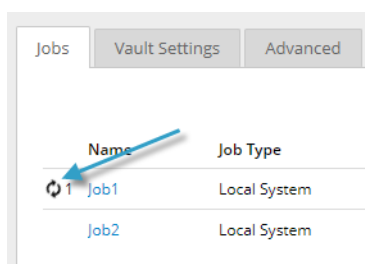 Jobs Vault Settings Advanced
Name Job Type
1 Job1 Local System
Job2 Local System